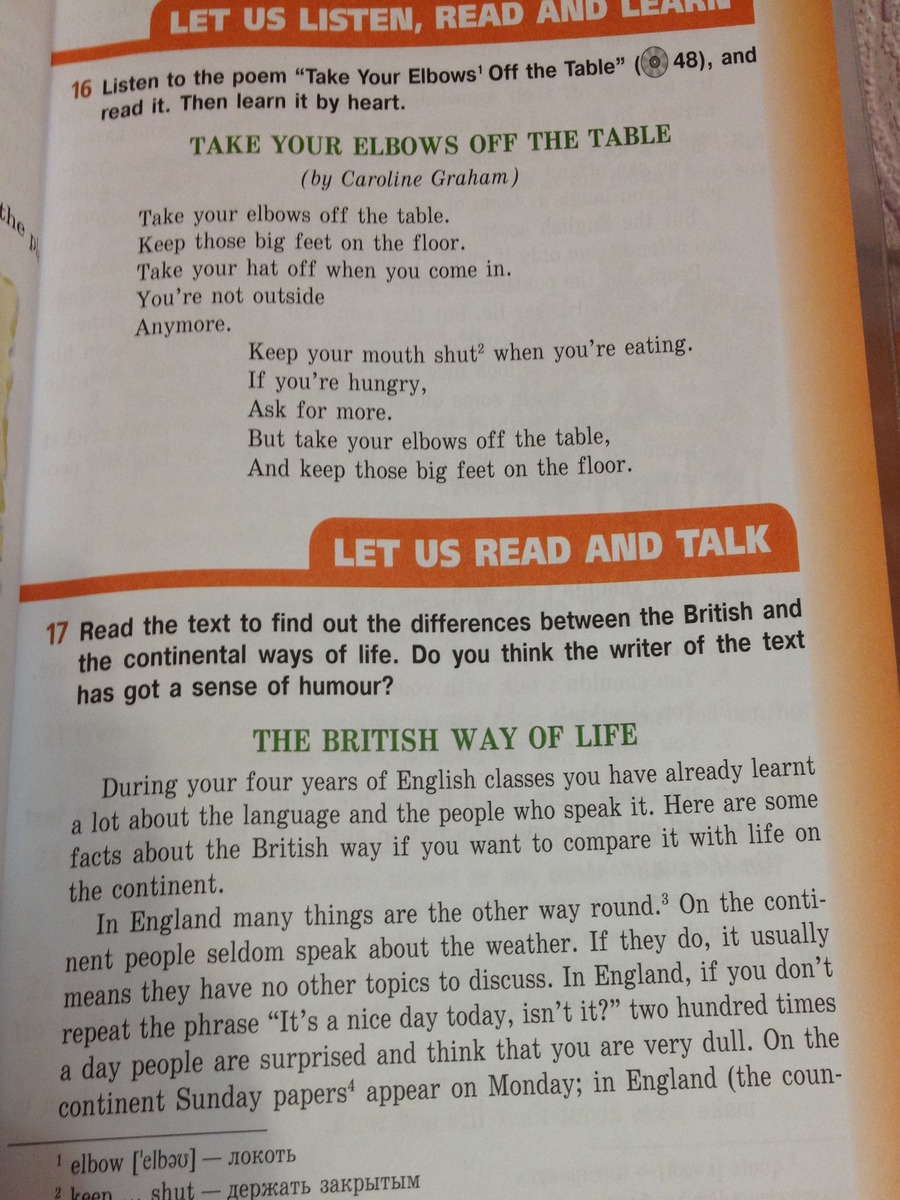 LET US LISTEN, READ AND LEARN
16 Listen to the poem “Take Your Elbows¹ Off the Table” ( 48), and
read it. Then learn it by heart.
TAKE YOUR ELBOWS OFF THE TABLE
(by Caroline Graham)
Take your elbows off the table.
Keep those big feet on the floor.
Take your hat off when you come in.
You’re not outside
Anymore.
Keep your mouth shut² when you’re eating.
If you’re hungry,
Ask for more.
But take your elbows off the table,
And keep those big feet on the floor.
the
LET US READ AND TALK
17 Read the text to find out the differences between the British and
the continental ways of life. Do you think the writer of the text
has got a sense of humour?
THE BRITISH WAY OF LIFE
During your four years of English classes you have already learnt
a lot about the language and the people who speak it. Here are some
facts about the British way if you want to compare it with life on
the continent.
In England many things are the other way round.³ On the conti-
nent people seldom speak about the weather. If they do, it usually
means they have no other topics to discuss. In England, if you don’t
repeat the phrase “It’s a nice day today, isn’t it?” two hundred times
a day people are surprised and think that you are very dull. On the
continent Sunday papers⁴ appear on Monday; in England (the coun-
¹ elbow [ˈelbəʊ] — локоть
² keep ... shut — держать закрытым